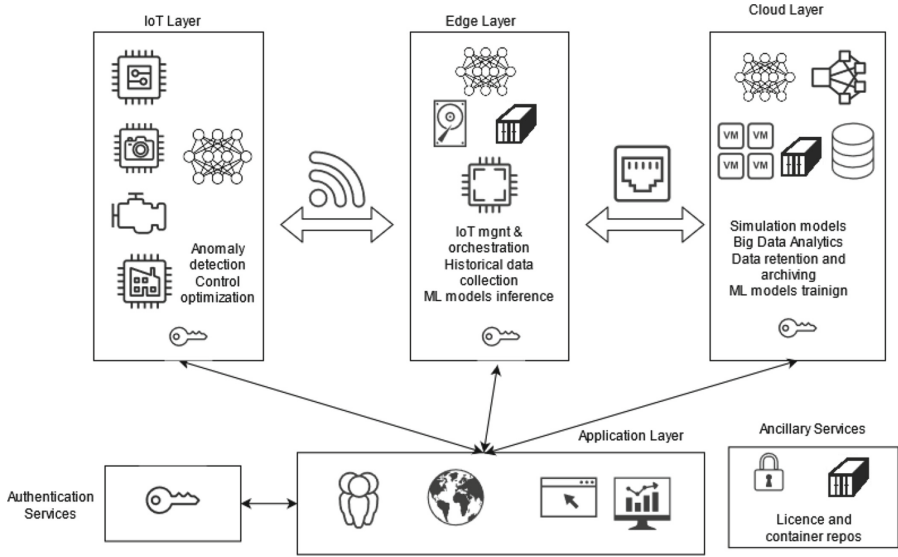 IoT Layer
Edge Layer
Cloud Layer
Anomaly
detection
Control
optimization
IoT mgnt &
orchestration
Historical data
collection
ML models inference
VM VM
VM VM
Simulation models
Big Data Analytics
Data retention and
archiving
ML models trainign
Application Layer
Ancillary Services
Authentication
Services
Licence and
container repos